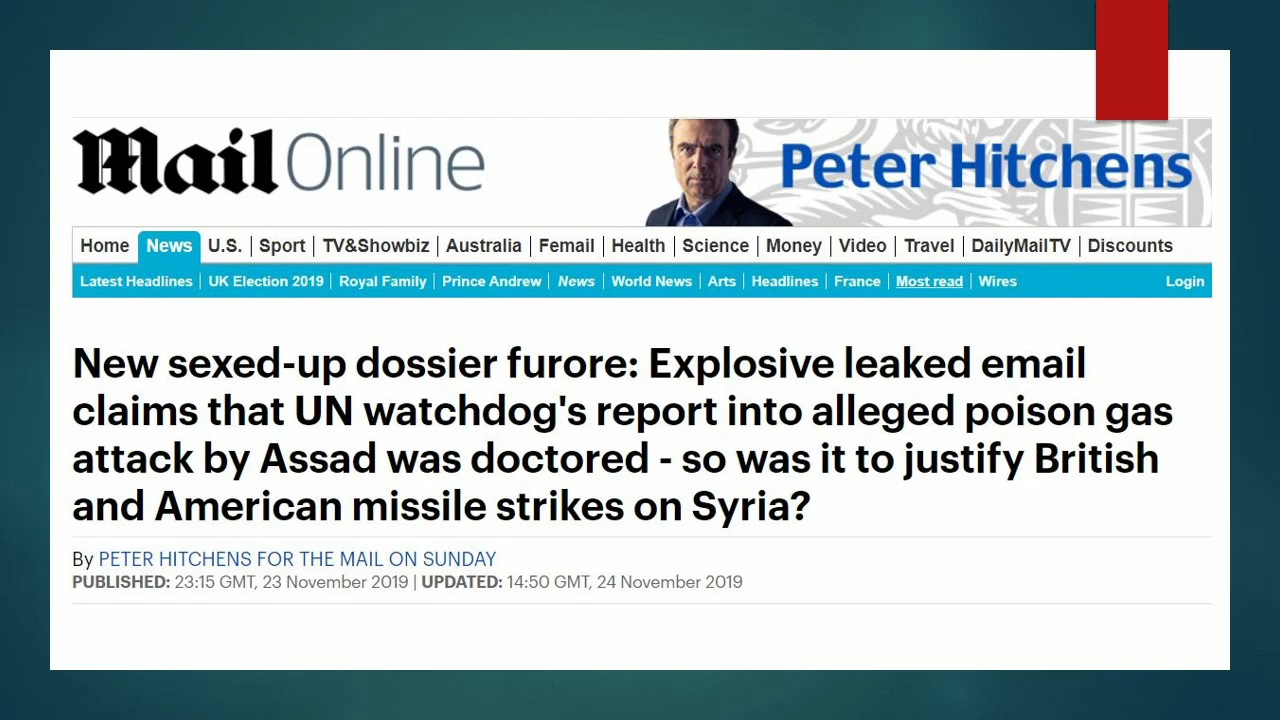 Mail Online
Peter Hitchens
Home News U.S. Sport TV&Showbiz Australia Femail Health Science Money Video Travel DailyMailTV Discounts
Latest Headlines UK Election 2019 Royal Family Prince Andrew News World News Arts Headlines France Most read Wires Login
New sexed-up dossier furore: Explosive leaked email
claims that UN watchdog's report into alleged poison gas
attack by Assad was doctored - so was it to justify British
and American missile strikes on Syria?
By PETER HITCHENS FOR THE MAIL ON SUNDAY
PUBLISHED: 23:15 GMT, 23 November 2019 | UPDATED: 14:50 GMT, 24 November 2019